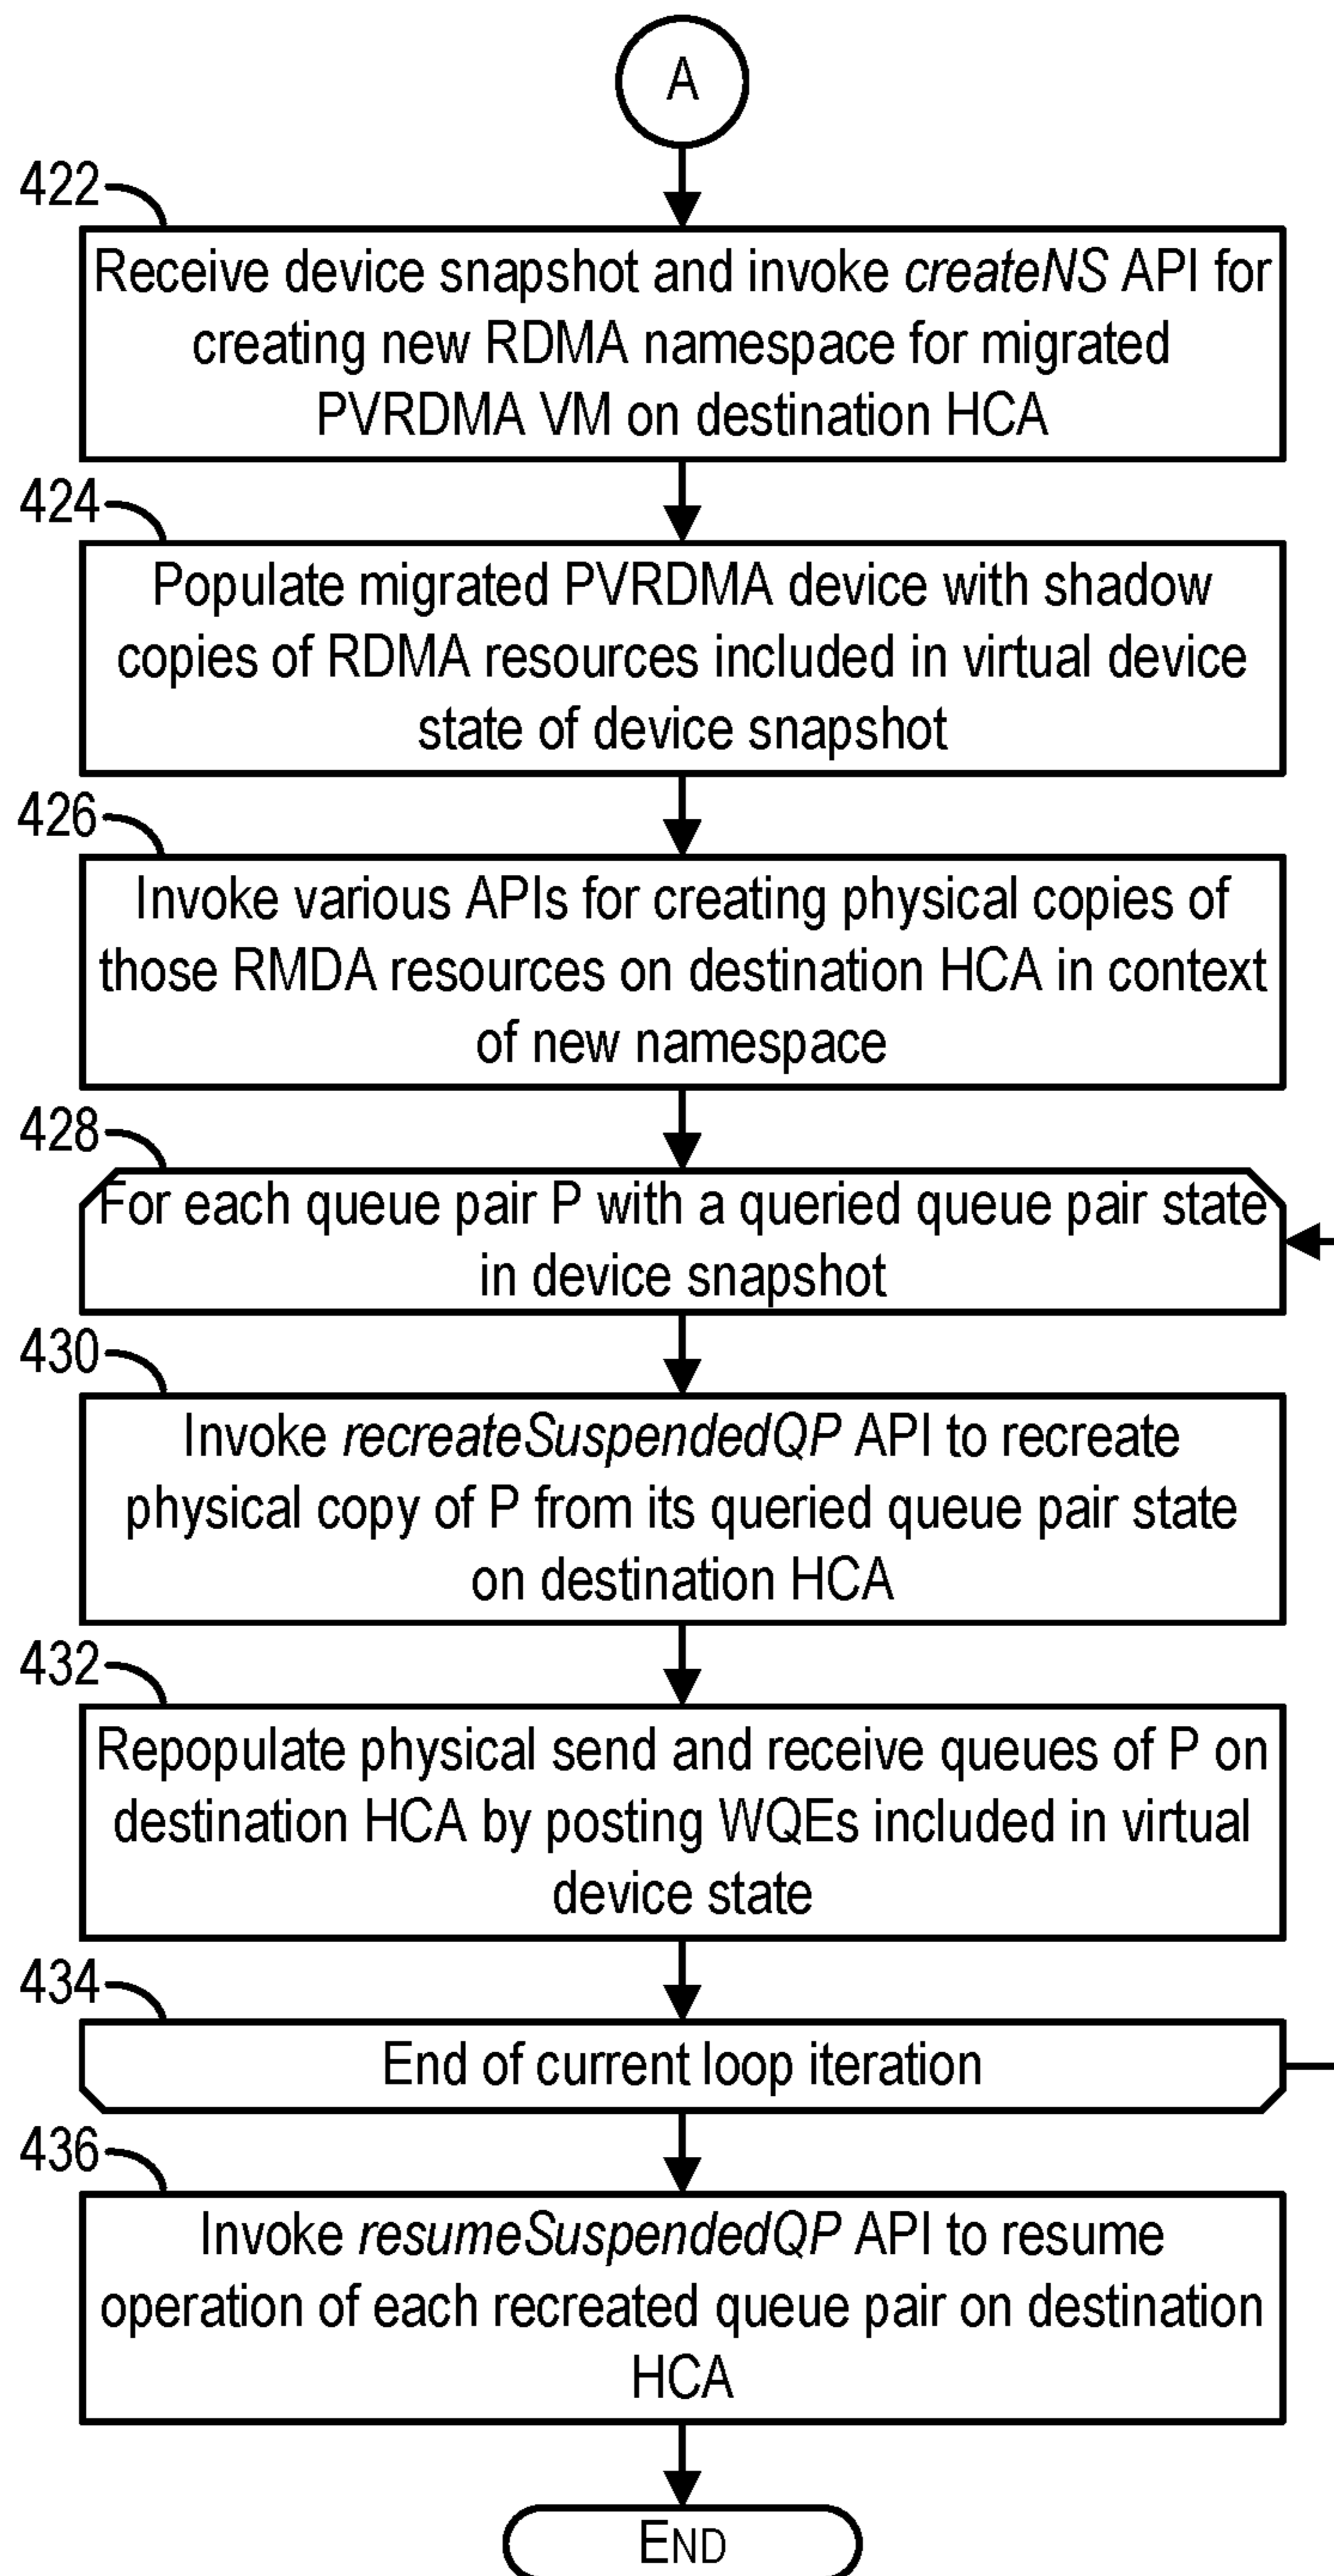 A
422
Receive device snapshot and invoke createNS API for
creating new RDMA namespace for migrated
PVRDMA VM on destination HCA
424
Populate migrated PVRDMA device with shadow
copies of RDMA resources included in virtual device
state of device snapshot
426
Invoke various APIs for creating physical copies of
those RMDA resources on destination HCA in context
of new namespace
428
For each queue pair P with a queried queue pair state
in device snapshot
430
Invoke recreateSuspendedQP API to recreate
physical copy of P from its queried queue pair state
on destination HCA
432
Repopulate physical send and receive queues of P on
destination HCA by posting WQEs included in virtual
device state
434
End of current loop iteration
436
Invoke resumeSuspendedQP API to resume
operation of each recreated queue pair on destination
HCA
END